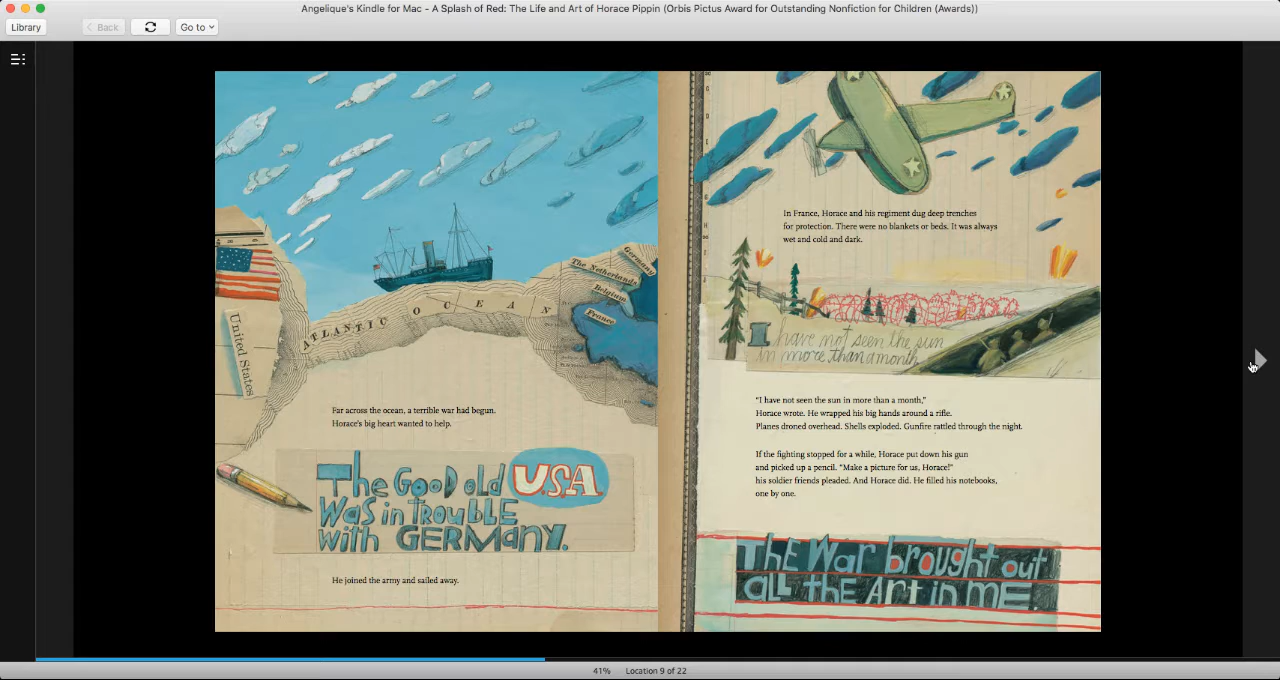 Angelique's Kindle for Mac - A Splash of Red: The Life and Art of Horace Pippin (Orbis Pictus Award for Outstanding Nonfiction for Children (Awards))
Library
Back
Go to
United States
ATLANTIC OCEAN
The Netherlands
Germany
Belgium
France
Far across the ocean, a terrible war had begun.
Horace's big heart wanted to help.
The Good old U.S.A.
Was in TrouBLE
with GERMANY.
He joined the army and sailed away.
In France, Horace and his regiment dug deep trenches
for protection. There were no blankets or beds. It was always
wet and cold and dark.
I have not seen the sun
in more than a month
"I have not seen the sun in more than a month,"
Horace wrote. He wrapped his big hands around a rifle.
Planes droned overhead. Shells exploded. Gunfire rattled through the night.
If the fighting stopped for a while, Horace put down his gun
and picked up a pencil. "Make a picture for us, Horace!"
his soldier friends pleaded. And Horace did. He filled his notebooks,
one by one.
The War brought out
all the Art in me.
41%
Location 9 of 22